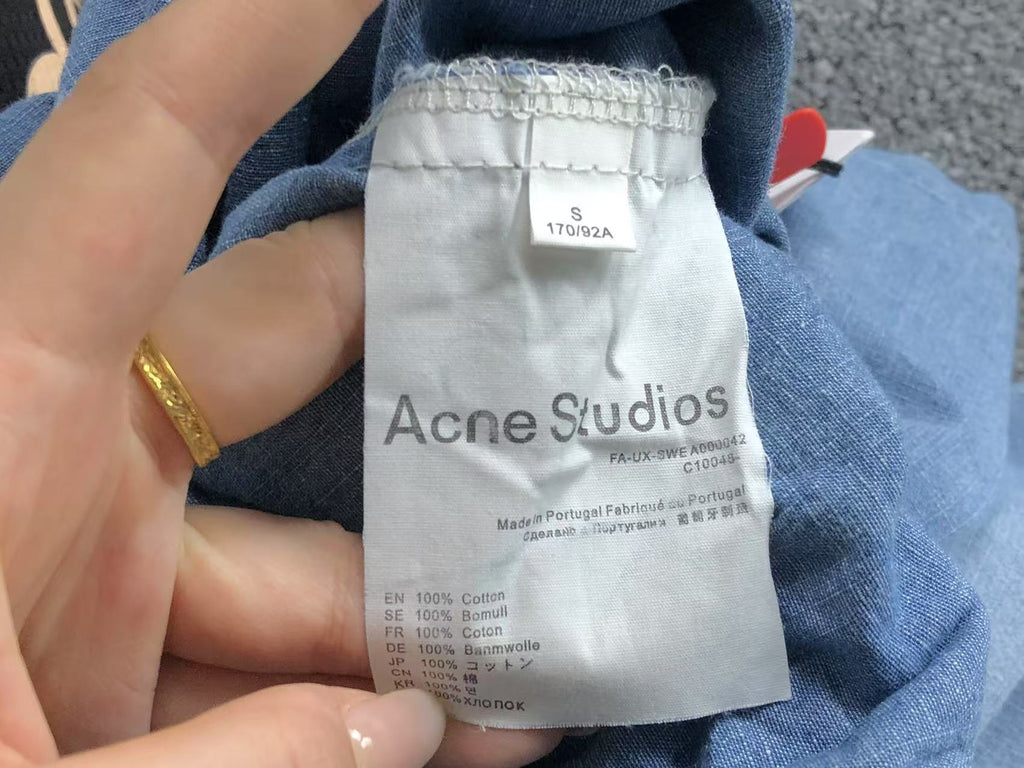 S
170/92A
Acne Studios
FA-UX-SWEA000042
C10043-
Made in Portugal Fabriqué au Portugal
Сделано в Португалии 葡萄牙制造
EN 100% Cotton
SE 100% Bomull
FR 100% Coton
DE 100% Banmwolle
JP 100% コットン
CN 100% 棉
KR 100% 면
100% ХЛОПОК